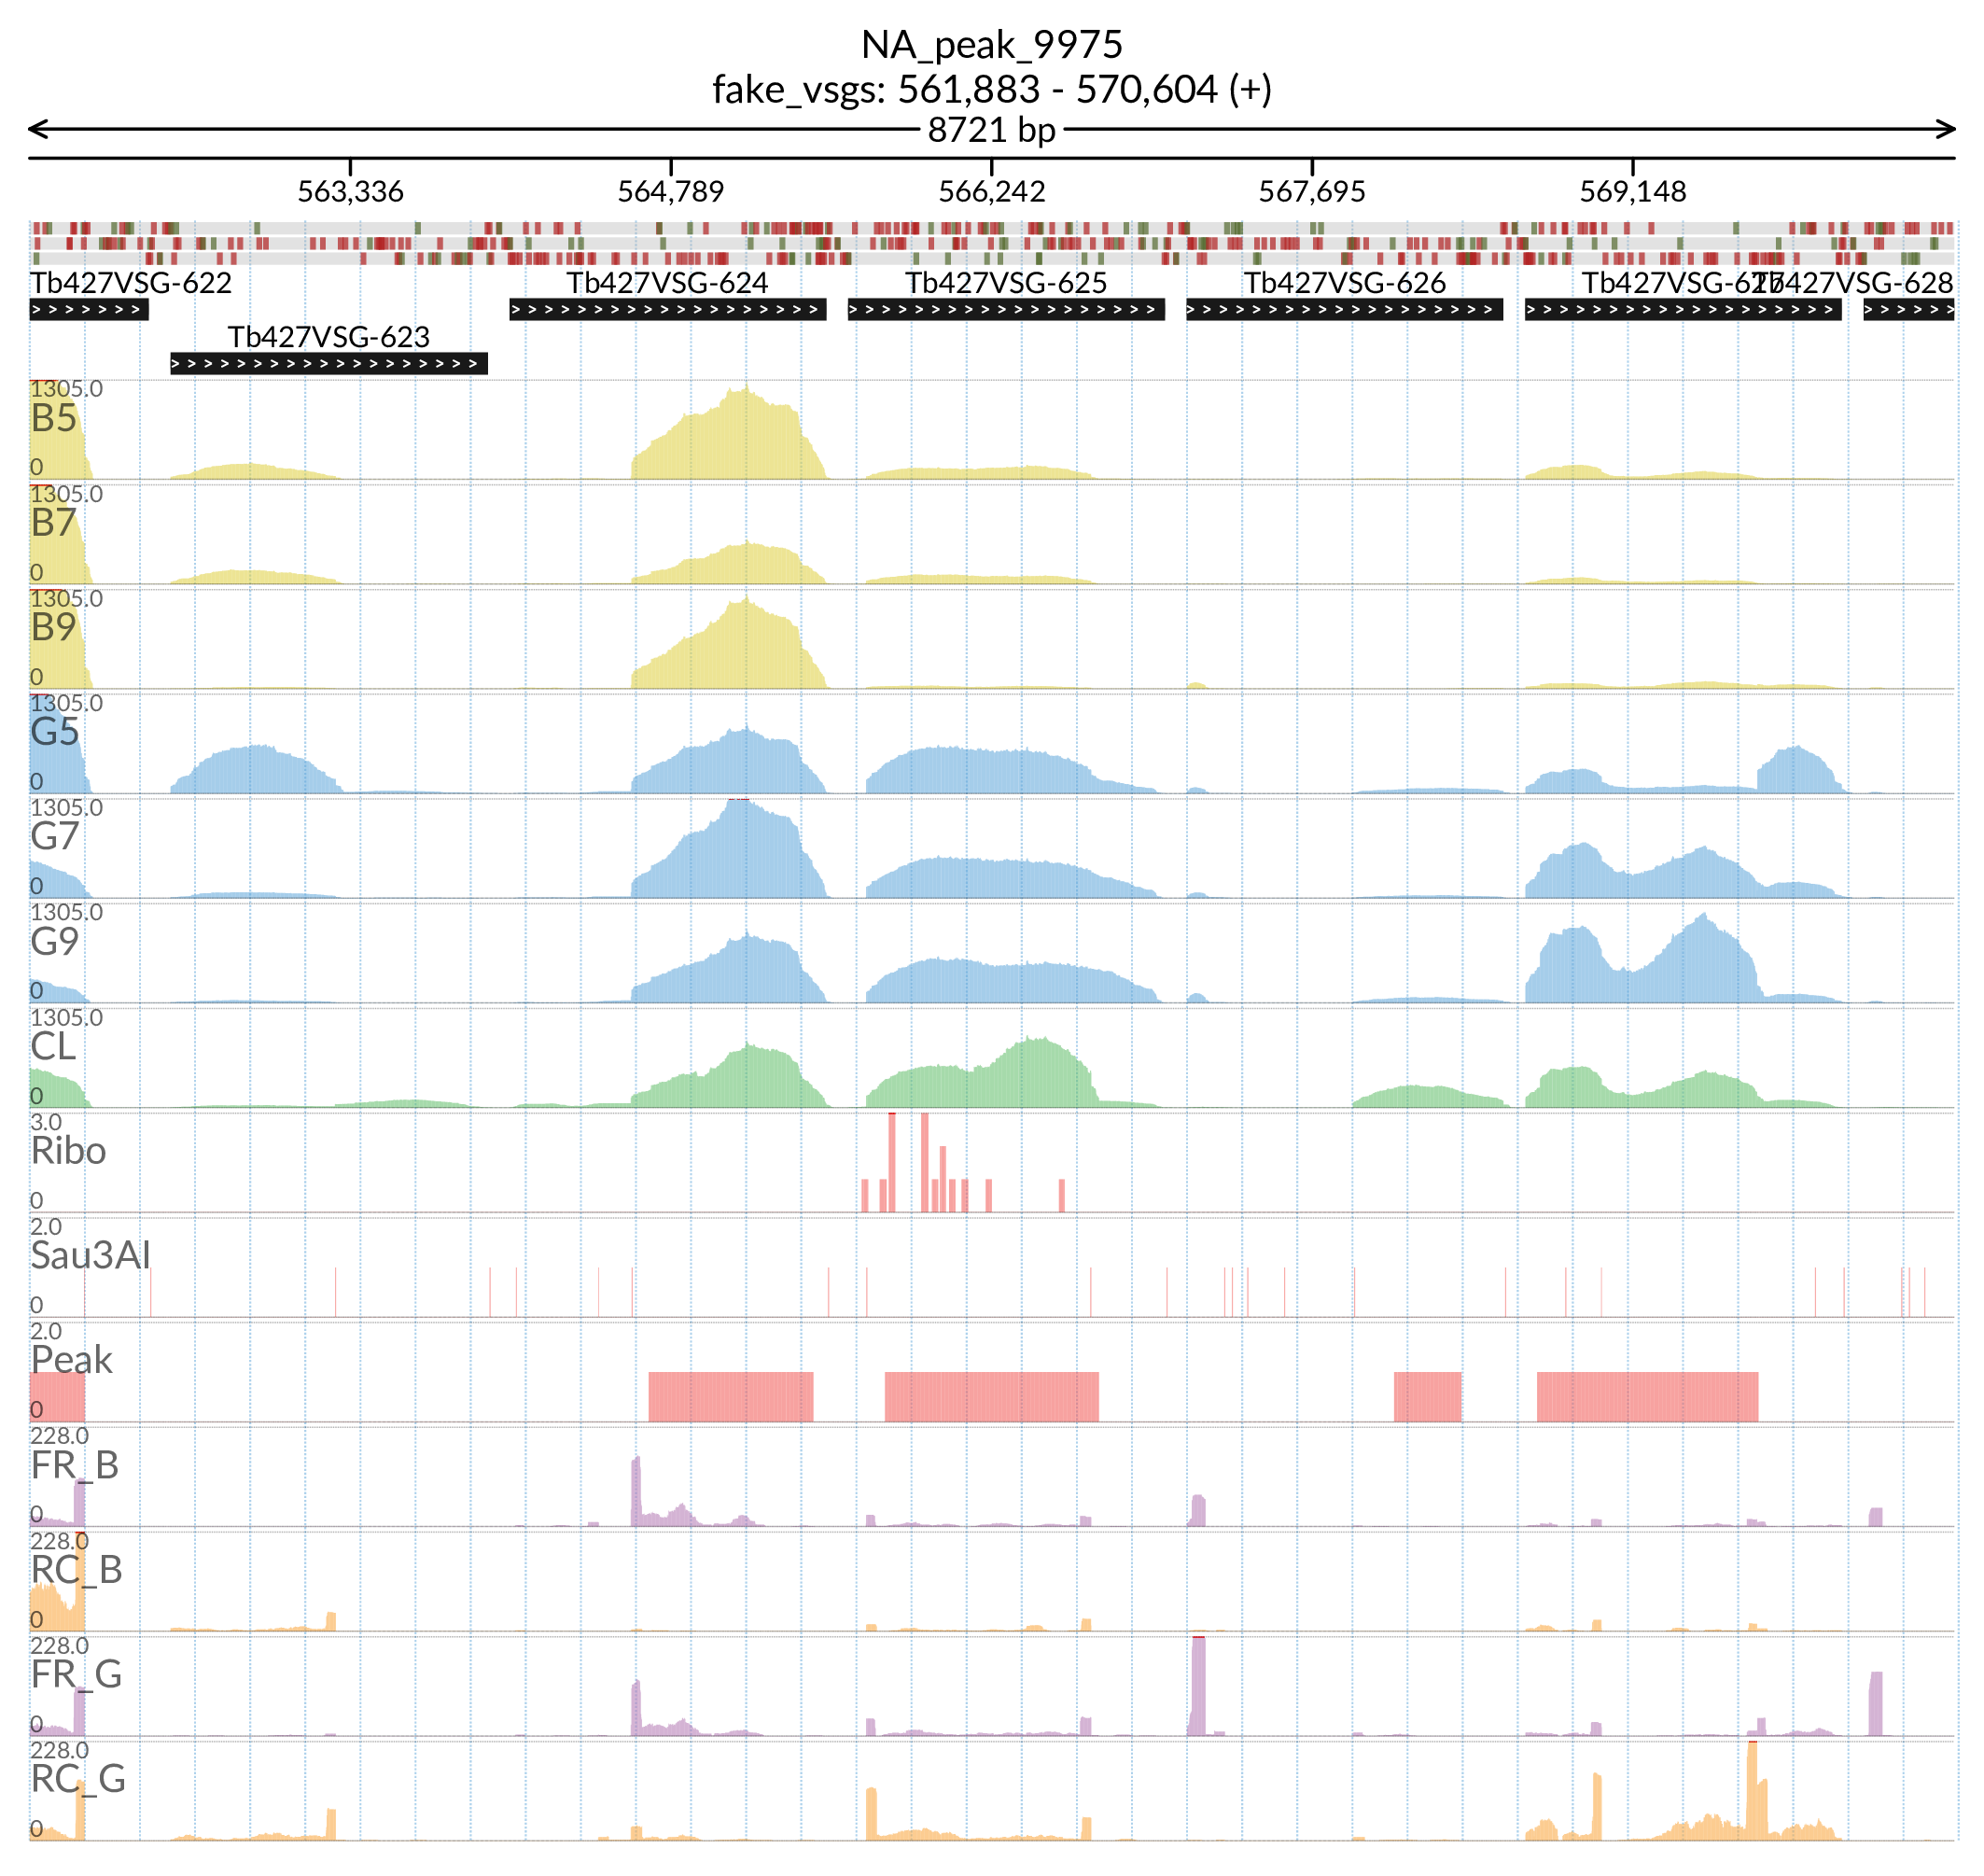 NA_peak_9975
fake_vsgs: 561,883 - 570,604 (+)
8721 bp
563,336 564,789 566,242 567,695 569,148
Tb427VSG-622 Tb427VSG-624 Tb427VSG-625 Tb427VSG-626 Tb427VSG-627 Tb427VSG-628
Tb427VSG-623
1305.0
B5
0
1305.0
B7
0
1305.0
B9
0
1305.0
G5
0
1305.0
G7
0
1305.0
G9
0
1305.0
CL
0
3.0
Ribo
0
2.0
Sau3AI
0
2.0
Peak
0
228.0
FR_B
0
228.0
RC_B
0
228.0
FR_G
0
228.0
RC_G
0